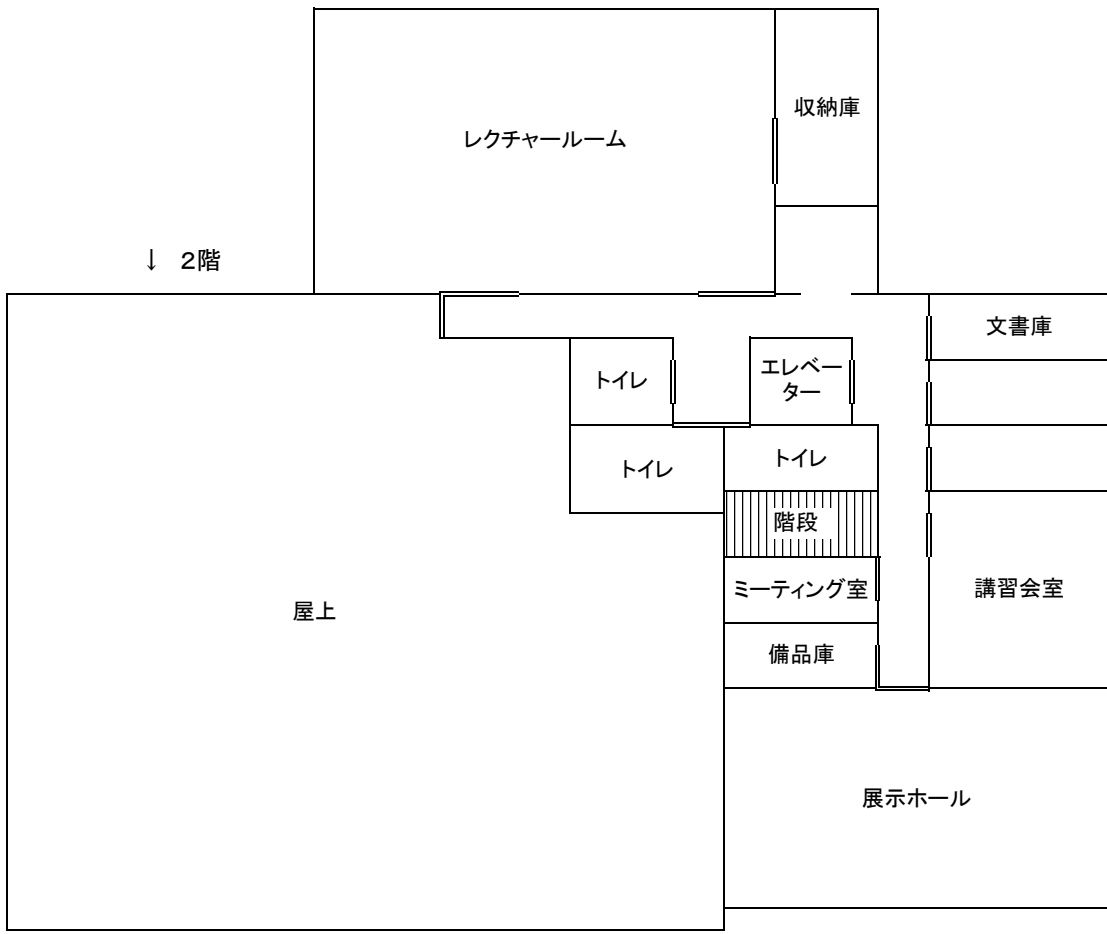 収納庫
レクチャールーム
↓ 2階
文書庫
エレベー
ター
トイレ
トイレ
トイレ
階段
ミーティング室
講習会室
屋上
備品庫
展示ホール